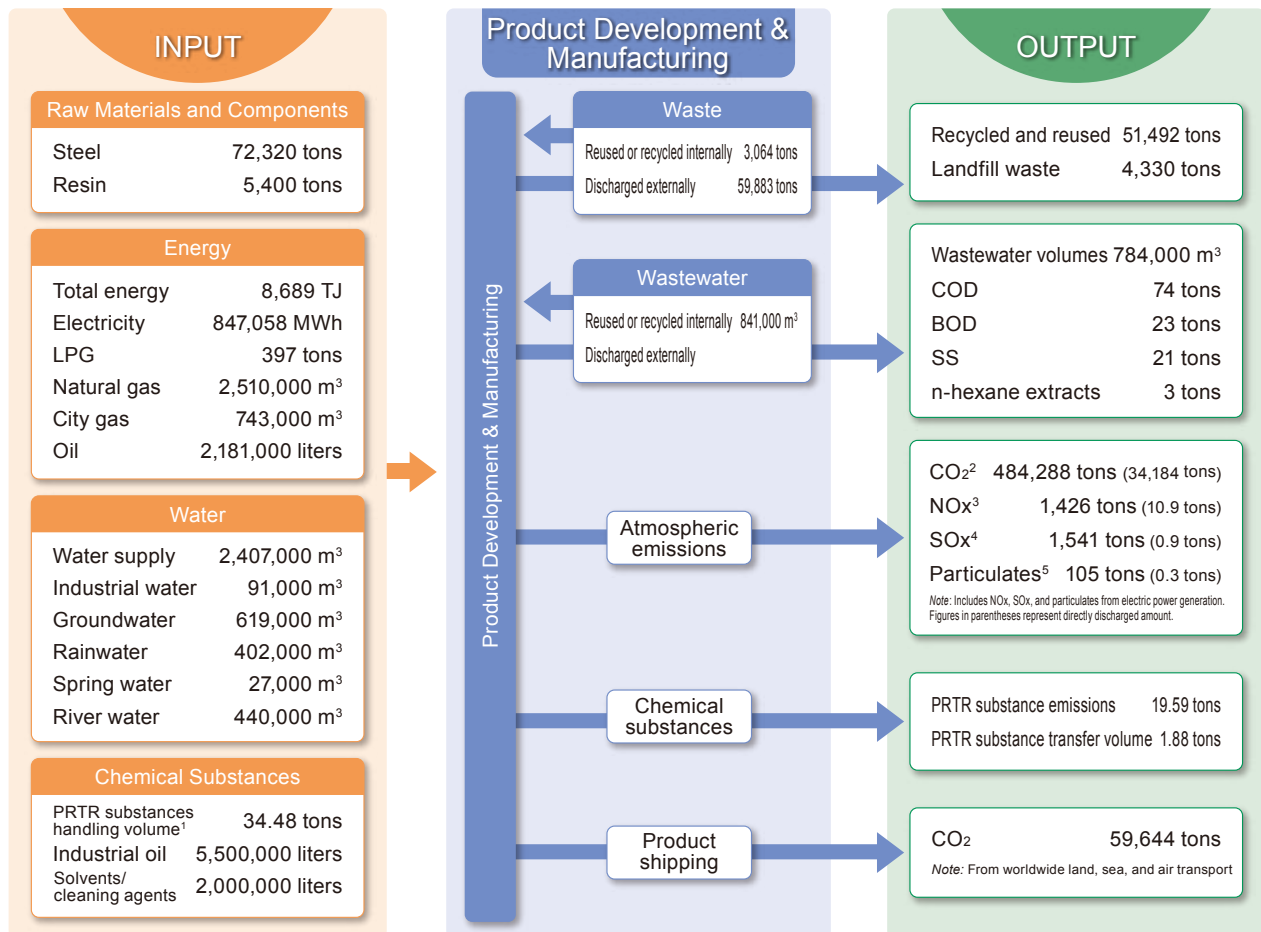 INPUT
Raw Materials and Components
Steel 72,320 tons
Resin 5,400 tons
Energy
Total energy 8,689 TJ
Electricity 847,058 MWh
LPG 397 tons
Natural gas 2,510,000 m³
City gas 743,000 m³
Oil 2,181,000 liters
Water
Water supply 2,407,000 m³
Industrial water 91,000 m³
Groundwater 619,000 m³
Rainwater 402,000 m³
Spring water 27,000 m³
River water 440,000 m³
Chemical Substances
PRTR substances
handling volume¹ 34.48 tons
Industrial oil 5,500,000 liters
Solvents/
cleaning agents 2,000,000 liters
Product Development &
Manufacturing
Product Development & Manufacturing
Waste
Reused or recycled internally 3,064 tons
Discharged externally 59,883 tons
Wastewater
Reused or recycled internally 841,000 m³
Discharged externally
Atmospheric
emissions
Chemical
substances
Product
shipping
OUTPUT
Recycled and reused 51,492 tons
Landfill waste 4,330 tons
Wastewater volumes 784,000 m³
COD 74 tons
BOD 23 tons
SS 21 tons
n-hexane extracts 3 tons
CO₂² 484,288 tons (34,184 tons)
NOx³ 1,426 tons (10.9 tons)
SOx⁴ 1,541 tons (0.9 tons)
Particulates⁵ 105 tons (0.3 tons)
Note: Includes NOx, SOx, and particulates from electric power generation.
Figures in parentheses represent directly discharged amount.
PRTR substance emissions 19.59 tons
PRTR substance transfer volume 1.88 tons
CO₂ 59,644 tons
Note: From worldwide land, sea, and air transport